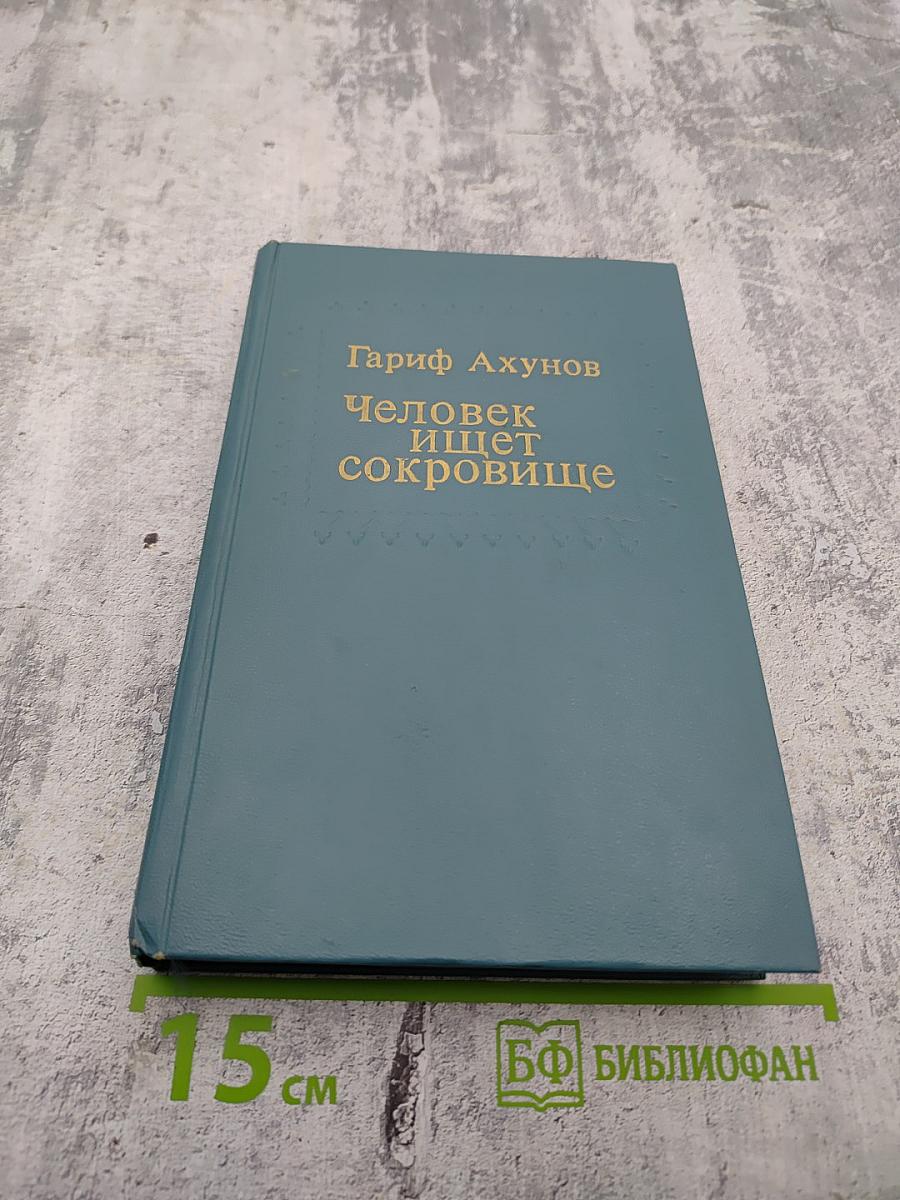 Гариф Ахунов
Человек
ищет
сокровище
15 см
БФ БИБЛИОФАН